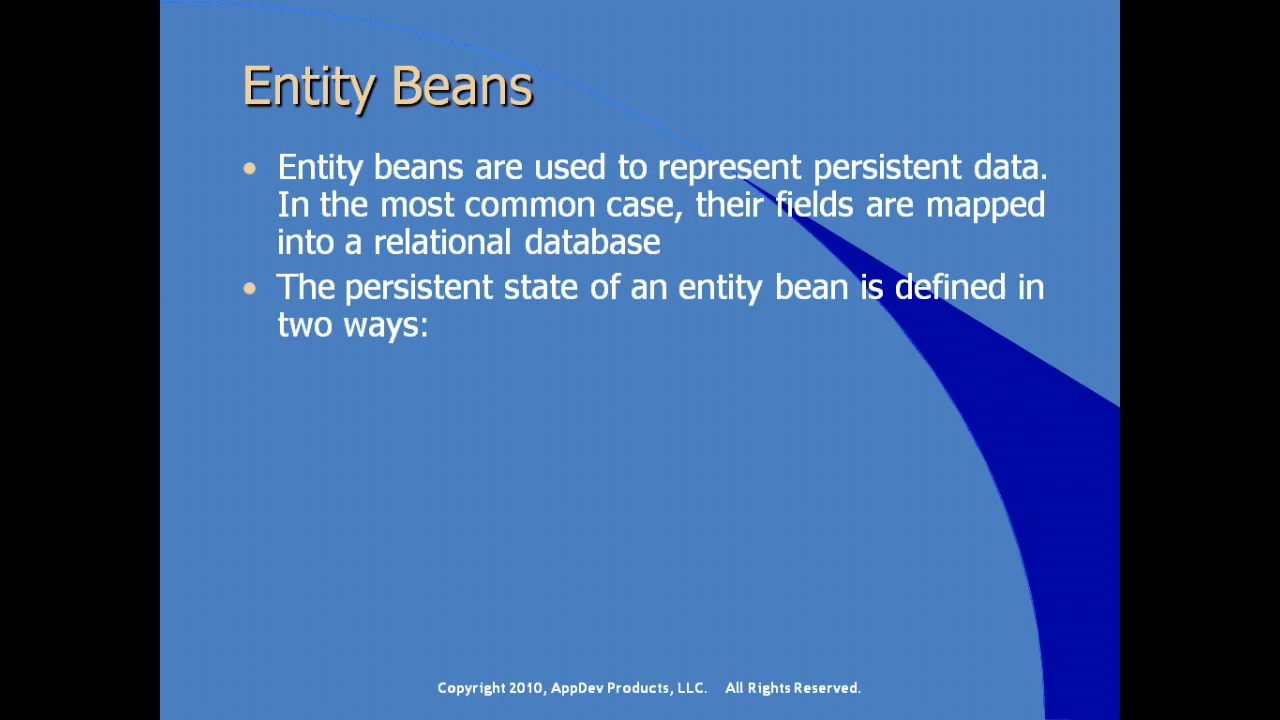 Entity Beans
Entity beans are used to represent persistent data.
In the most common case, their fields are mapped
into a relational database
The persistent state of an entity bean is defined in
two ways:
Copyright 2010, AppDev Products, LLC. All Rights Reserved.